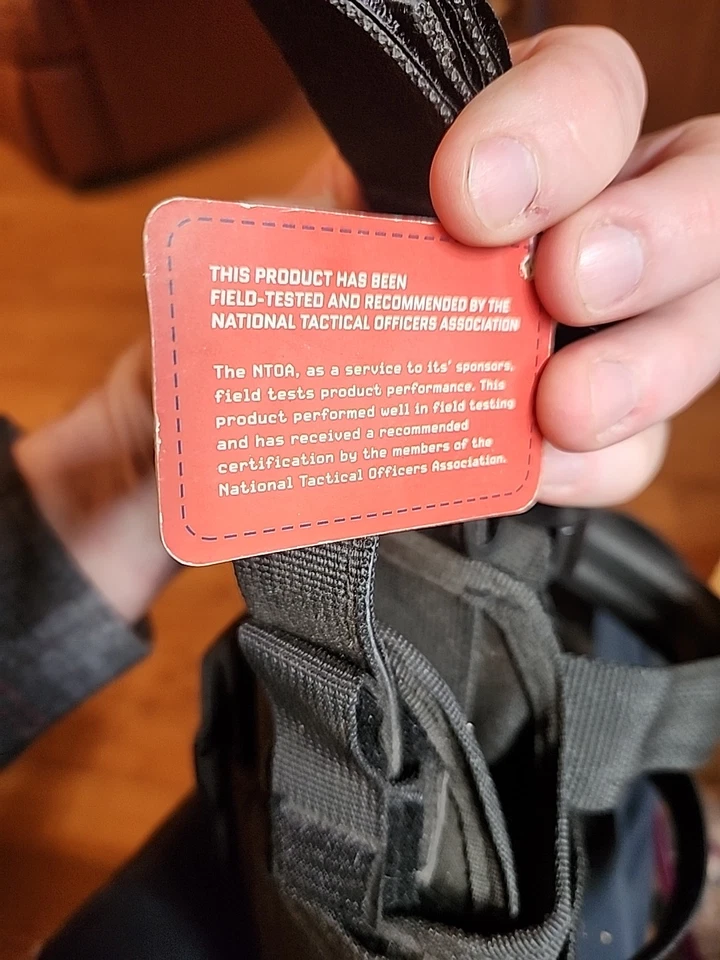 THIS PRODUCT HAS BEEN
FIELD-TESTED AND RECOMMENDED BY THE
NATIONAL TACTICAL OFFICERS ASSOCIATION
The NTOA, as a service to its' sponsors,
field tests product performance. This
product performed well in field testing
and has received a recommended
certification by the members of the
National Tactical Officers Association.